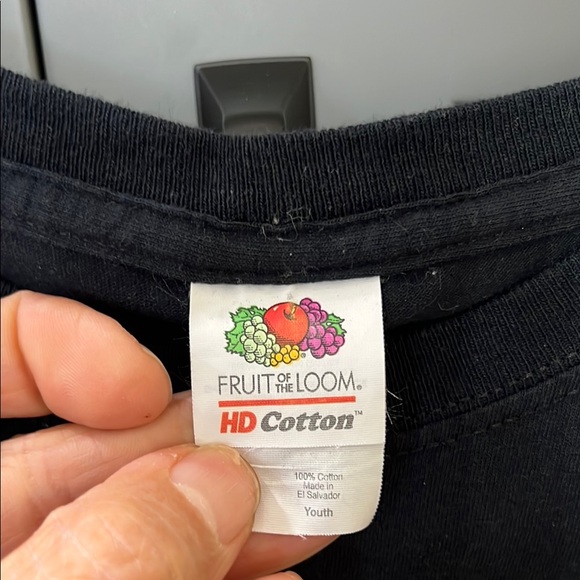 FRUIT OF THE LOOM®
HD Cotton™
100% Cotton
Made in
El Salvador
Youth